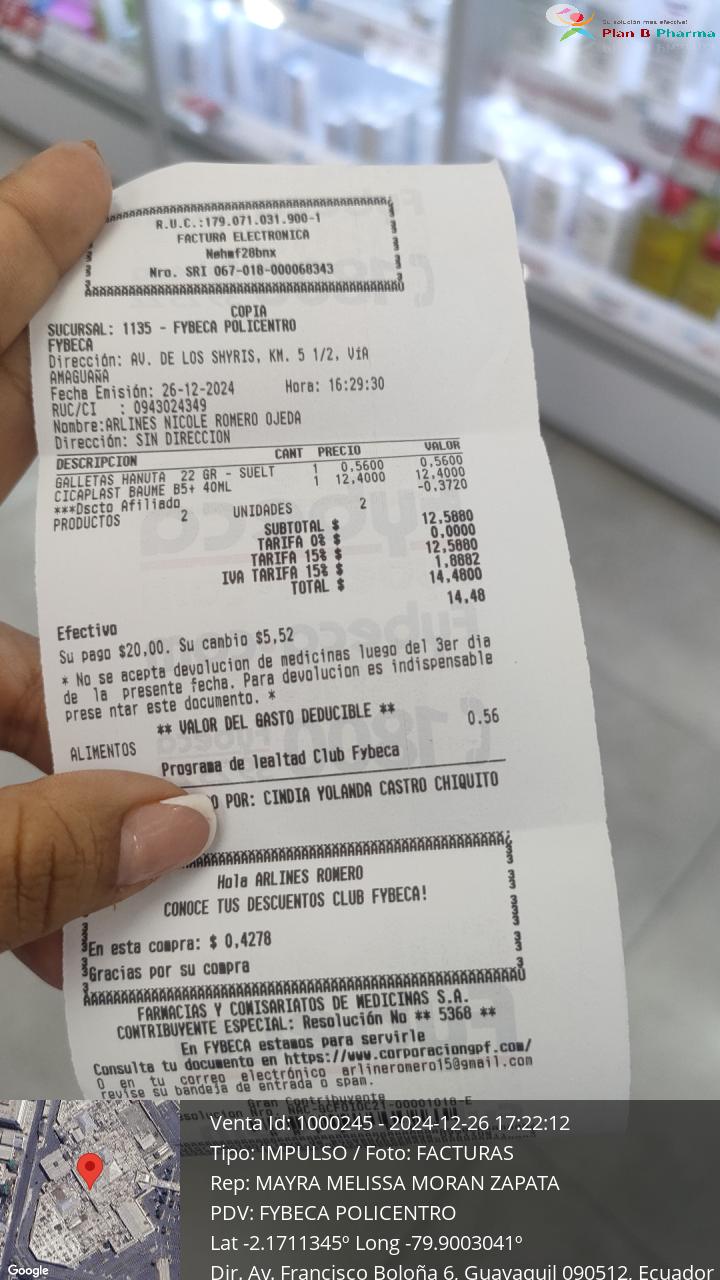 Su solución mas efectiva!
Plan B Pharma
R.U.C.:179.071.031.900-1
FACTURA ELECTRONICA
Nehmf28bnx
Nro. SRI 067-018-000068343
COPIA
SUCURSAL: 1135 - FYBECA POLICENTRO
FYBECA
Dirección: AV. DE LOS SHYRIS, KM. 5 1/2, VíA
AMAGUAÑA
Fecha Emisión: 26-12-2024 Hora: 16:29:30
RUC/CI : 0943024349
Nombre:ARLINES NICOLE ROMERO OJEDA
Dirección: SIN DIRECCION
DESCRIPCION CANT PRECIO VALOR
GALLETAS HANUTA 22 GR - SUELT 1 0,5600 0,5600
CICAPLAST BAUME B5+ 40ML 1 12,4000 12,4000
***Dscto Afiliado -0,3720
PRODUCTOS 2 UNIDADES 2
SUBTOTAL $ 12,5880
TARIFA 0% $ 0,0000
TARIFA 15% $ 12,5880
IVA TARIFA 15% $ 1,8882
TOTAL $ 14,4800
14,48
Efectivo
Su pago $20,00. Su cambio $5,52
* No se acepta devolucion de medicinas luego del 3er dia
de la presente fecha. Para devolucion es indispensable
prese ntar este documento. *
** VALOR DEL GASTO DEDUCIBLE **
ALIMENTOS 0.56
Programa de lealtad Club Fybeca
O POR: CINDIA YOLANDA CASTRO CHIQUITO
Hola ARLINES ROMERO
CONOCE TUS DESCUENTOS CLUB FYBECA!
En esta compra: $ 0,4278
Gracias por su compra
FARMACIAS Y COMISARIATOS DE MEDICINAS S.A.
CONTRIBUYENTE ESPECIAL: Resolución No ** 5368 **
En FYBECA estamos para servirle
Consulta tu documento en https://www.corporaciongpf.com/
O en tu correo electrónico arlineromero15@gmail.com
revise su bandeja de entrada o spam.
Gran Contribuyente
Venta Id: 1000245 - 2024-12-26 17:22:12
Tipo: IMPULSO / Foto: FACTURAS
Rep: MAYRA MELISSA MORAN ZAPATA
PDV: FYBECA POLICENTRO
Lat -2.1711345º Long -79.9003041º
Dir. Av. Francisco Boloña 6, Guayaquil 090512, Ecuador
Google